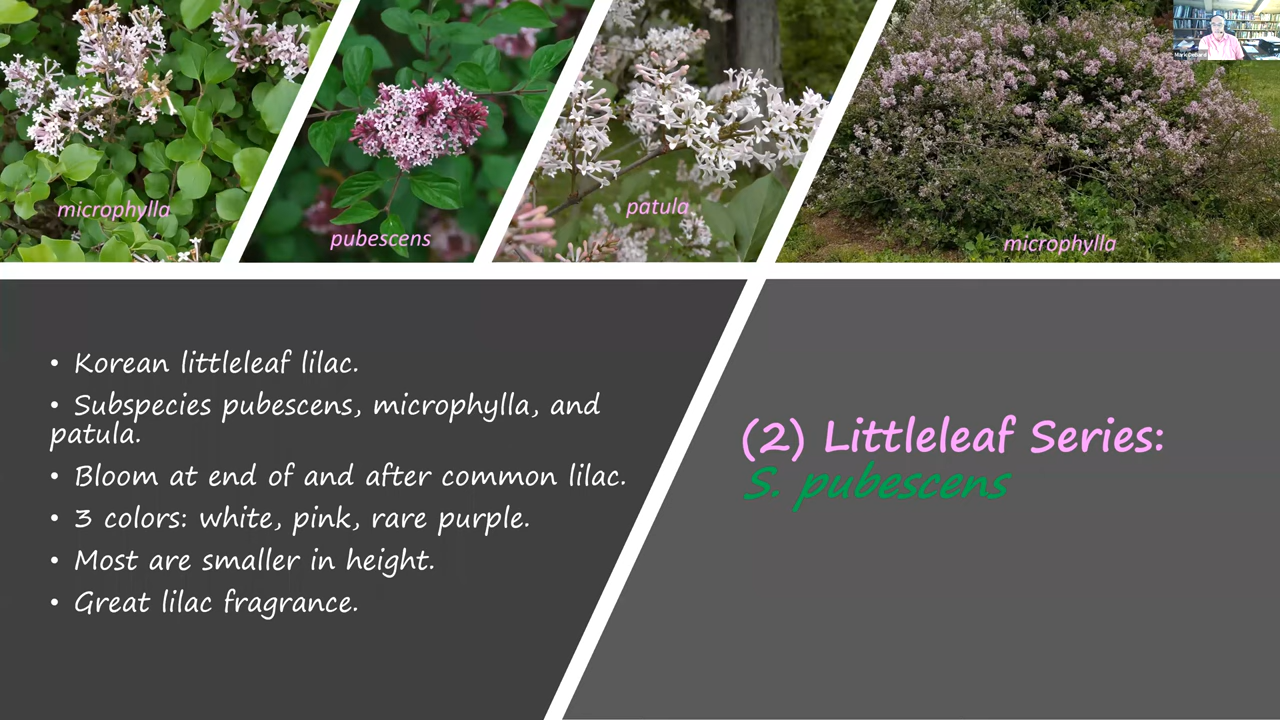 microphylla
pubescens
patula
microphylla
• Korean littleleaf lilac.
• Subspecies pubescens, microphylla, and
patula.
• Bloom at end of and after common lilac.
• 3 colors: white, pink, rare purple.
• Most are smaller in height.
• Great lilac fragrance.
(2) Littleleaf Series:
S. pubescens